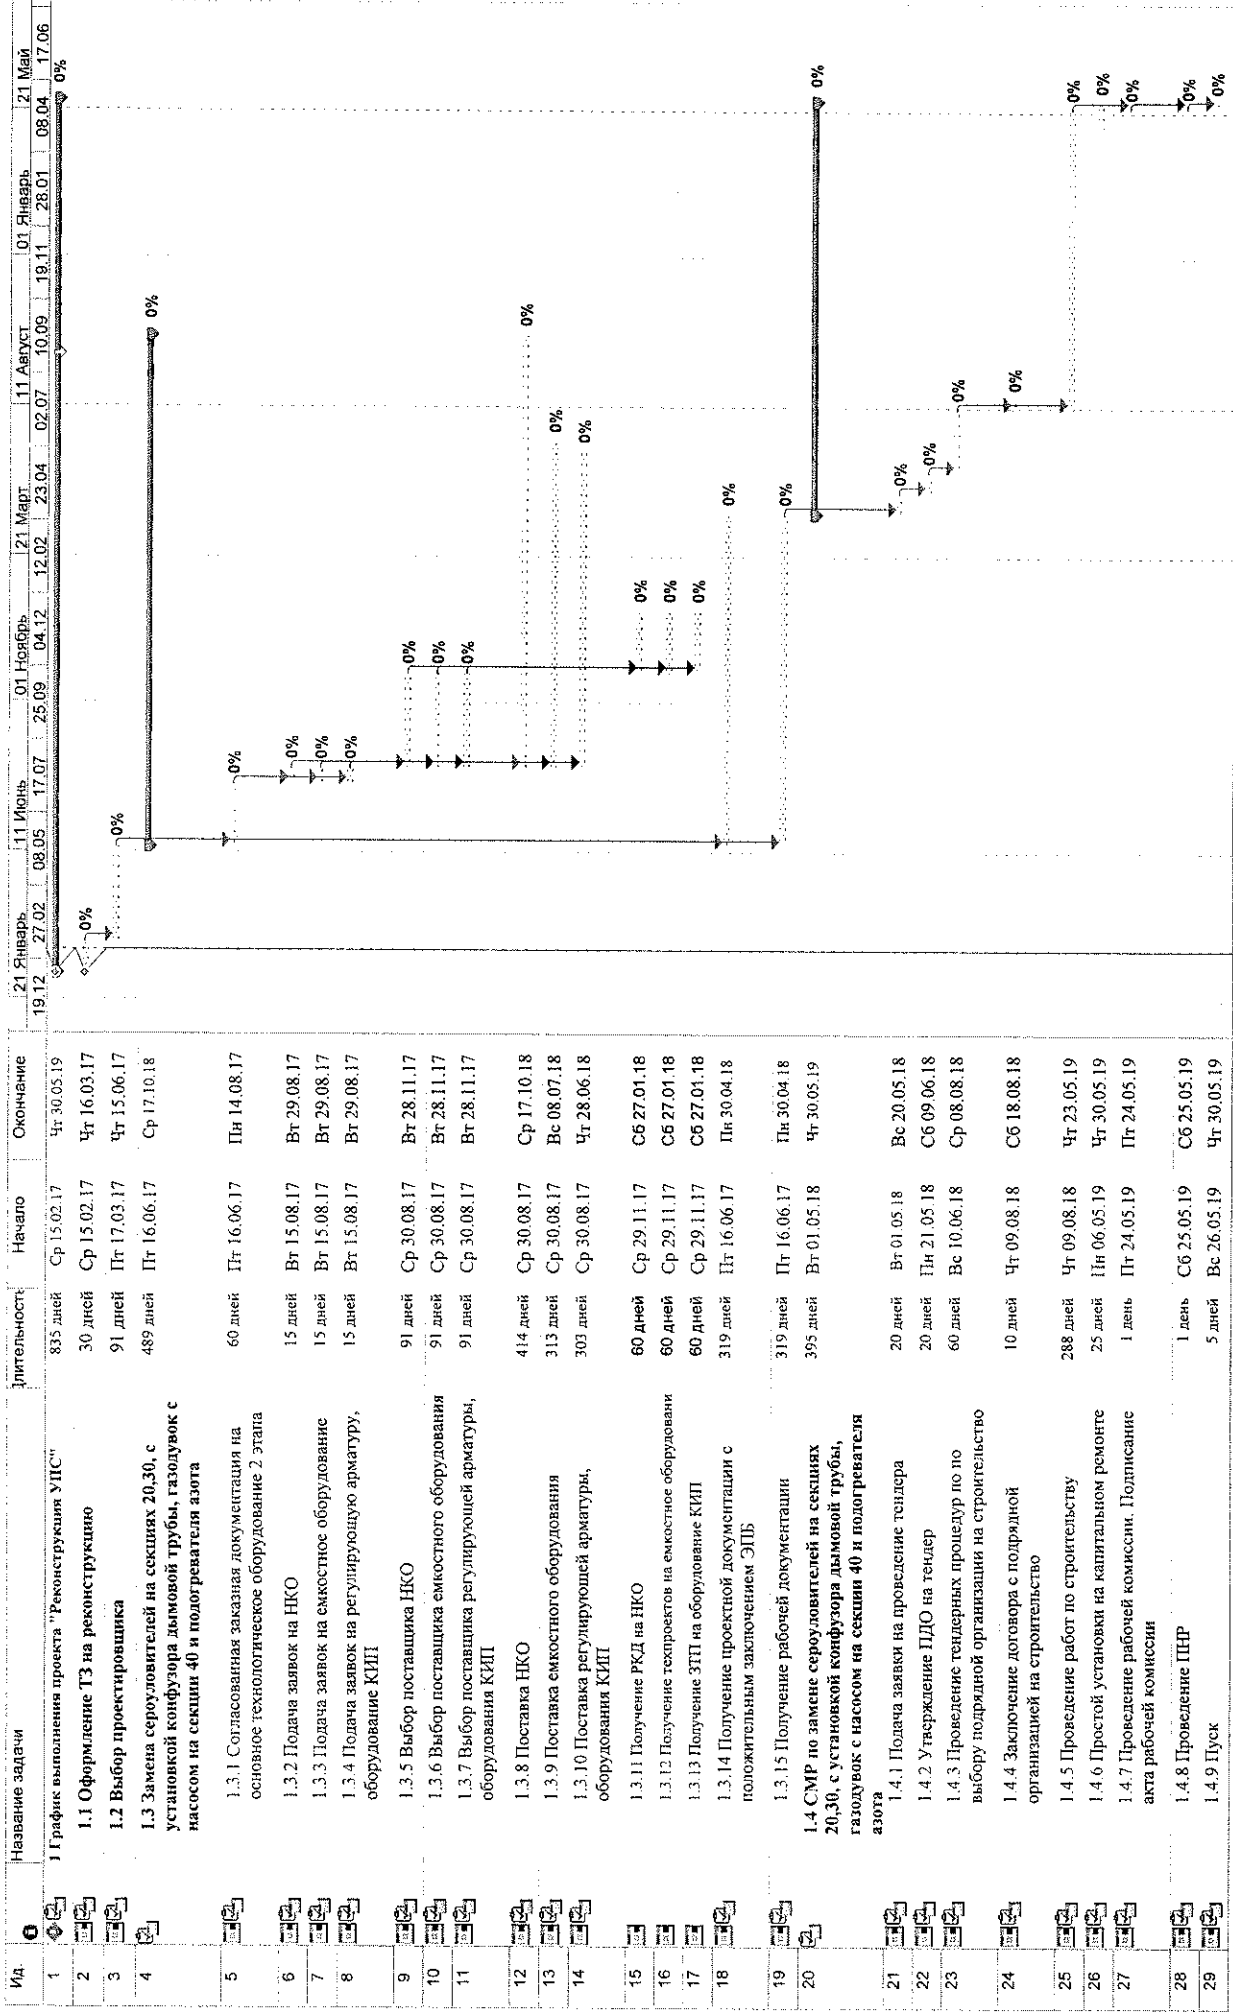 Ид.
Название задачи
Длительность
Начало
Окончание
21 Январь
11 Июнь
01 Ноябрь
21 Март
11 Август
01 Январь
21 Май
19.12
27.02
08.05
17.07
25.09
04.12
12.02
23.04
02.07
10.09
19.11
28.01
08.04
17.06
1
1 График выполнения проекта "Реконструкция УПС"
835 дней
Ср 15.02.17
Чт 30.05.19
0%
2
1.1 Оформление ТЗ на реконструкцию
30 дней
Ср 15.02.17
Чт 16.03.17
0%
3
1.2 Выбор проектировщика
91 дней
Пт 17.03.17
Чт 15.06.17
0%
4
1.3 Замена сероуловителей на секциях 20,30, с
установкой конфузора дымовой трубы, газодувок с
насосом на секции 40 и подогревателя азота
489 дней
Пт 16.06.17
Ср 17.10.18
0%
5
1.3.1 Согласованная заказная документация на
основное технологическое оборудование 2 этапа
60 дней
Пт 16.06.17
Пн 14.08.17
0%
6
1.3.2 Подача заявок на НКО
15 дней
Вт 15.08.17
Вт 29.08.17
0%
7
1.3.3 Подача заявок на емкостное оборудование
15 дней
Вт 15.08.17
Вт 29.08.17
0%
8
1.3.4 Подача заявок на регулирующую арматуру,
оборудование КИП
15 дней
Вт 15.08.17
Вт 29.08.17
0%
9
1.3.5 Выбор поставщика НКО
91 дней
Ср 30.08.17
Вт 28.11.17
0%
10
1.3.6 Выбор поставщика емкостного оборудования
91 дней
Ср 30.08.17
Вт 28.11.17
0%
11
1.3.7 Выбор поставщика регулирующей арматуры,
оборудования КИП
91 дней
Ср 30.08.17
Вт 28.11.17
0%
12
1.3.8 Поставка НКО
414 дней
Ср 30.08.17
Ср 17.10.18
0%
13
1.3.9 Поставка емкостного оборудования
313 дней
Ср 30.08.17
Вс 08.07.18
0%
14
1.3.10 Поставка регулирующей арматуры,
оборудования КИП
303 дней
Ср 30.08.17
Чт 28.06.18
0%
15
1.3.11 Получение РКД на НКО
60 дней
Ср 29.11.17
Сб 27.01.18
0%
16
1.3.12 Получение техпроектов на емкостное оборудовани
60 дней
Ср 29.11.17
Сб 27.01.18
0%
17
1.3.13 Получение ЗТП на оборудование КИП
60 дней
Ср 29.11.17
Сб 27.01.18
0%
18
1.3.14 Получение проектной документации с
положительным заключением ЭПБ
319 дней
Пт 16.06.17
Пн 30.04.18
0%
19
1.3.15 Получение рабочей документации
319 дней
Пт 16.06.17
Пн 30.04.18
0%
20
1.4 СМР по замене сероуловителей на секциях
20,30, с установкой конфузора дымовой трубы,
газодувок с насосом на секции 40 и подогревателя
азота
395 дней
Вт 01.05.18
Чт 30.05.19
0%
21
1.4.1 Подача заявки на проведение тендера
20 дней
Вт 01.05.18
Вс 20.05.18
0%
22
1.4.2 Утверждение ПДО на тендер
20 дней
Пн 21.05.18
Сб 09.06.18
0%
23
1.4.3 Проведение тендерных процедур по по
выбору подрядной организации на строительство
60 дней
Вс 10.06.18
Ср 08.08.18
0%
24
1.4.4 Заключение договора с подрядной
организацией на строительство
10 дней
Чт 09.08.18
Сб 18.08.18
0%
25
1.4.5 Проведение работ по строительству
288 дней
Чт 09.08.18
Чт 23.05.19
0%
26
1.4.6 Простой установки на капитальном ремонте
25 дней
Пн 06.05.19
Чт 30.05.19
0%
27
1.4.7 Проведение рабочей комиссии. Подписание
акта рабочей комиссии
1 день
Пт 24.05.19
Пт 24.05.19
0%
28
1.4.8 Проведение ПНР
1 день
Сб 25.05.19
Сб 25.05.19
0%
29
1.4.9 Пуск
5 дней
Вс 26.05.19
Чт 30.05.19
0%